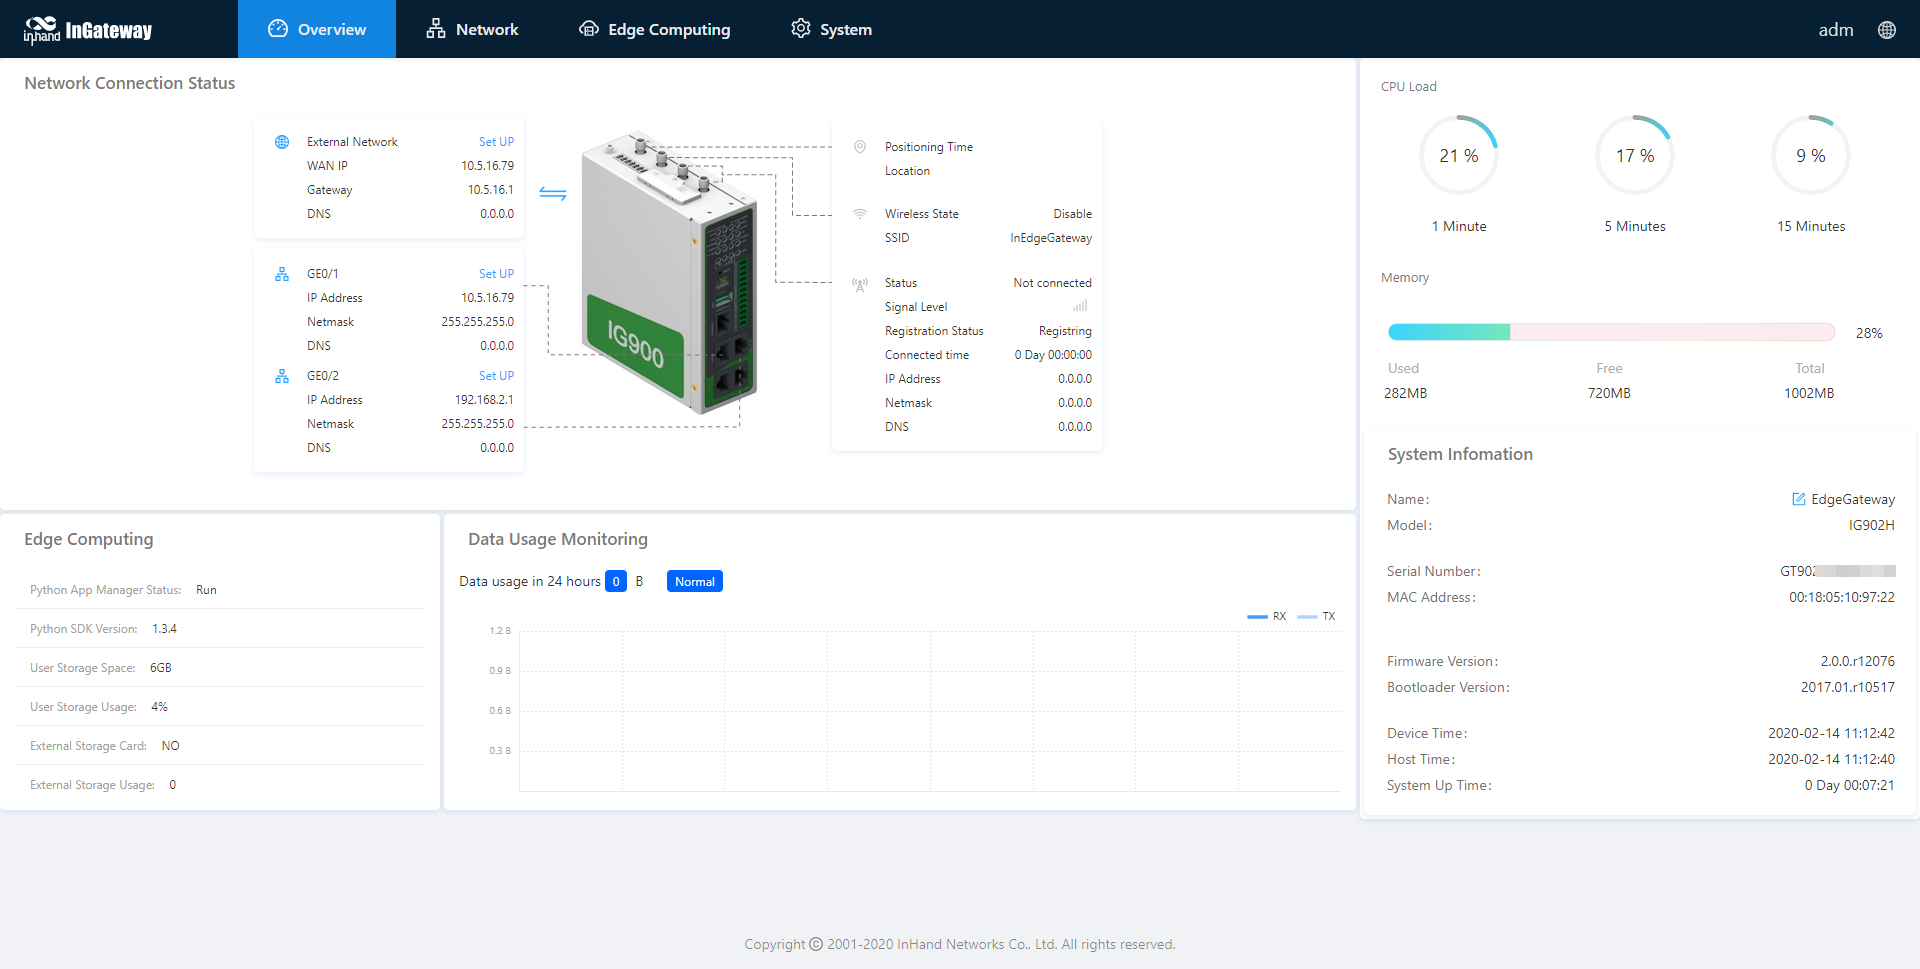 inhand InGateway
Overview
Network
Edge Computing
System
adm
Network Connection Status
External Network Set UP
WAN IP 10.5.16.79
Gateway 10.5.16.1
DNS 0.0.0.0
GE0/1 Set UP
IP Address 10.5.16.79
Netmask 255.255.255.0
DNS 0.0.0.0
GE0/2 Set UP
IP Address 192.168.2.1
Netmask 255.255.255.0
DNS 0.0.0.0
IG900
Positioning Time
Location
Wireless State Disable
SSID InEdgeGateway
Status Not connected
Signal Level
Registration Status Registring
Connected time 0 Day 00:00:00
IP Address 0.0.0.0
Netmask 0.0.0.0
DNS 0.0.0.0
CPU Load
21 % 17 % 9 %
1 Minute 5 Minutes 15 Minutes
Memory
28%
Used Free Total
282MB 720MB 1002MB
System Infomation
Name: EdgeGateway
Model: IG902H
Serial Number: GT902
MAC Address: 00:18:05:10:97:22
Firmware Version: 2.0.0.r12076
Bootloader Version: 2017.01.r10517
Device Time: 2020-02-14 11:12:42
Host Time: 2020-02-14 11:12:40
System Up Time: 0 Day 00:07:21
Edge Computing
Python App Manager Status: Run
Python SDK Version: 1.3.4
User Storage Space: 6GB
User Storage Usage: 4%
External Storage Card: NO
External Storage Usage: 0
Data Usage Monitoring
Data usage in 24 hours 0 B Normal
RX TX
1.2 B
0.9 B
0.6 B
0.3 B
Copyright © 2001-2020 InHand Networks Co., Ltd. All rights reserved.